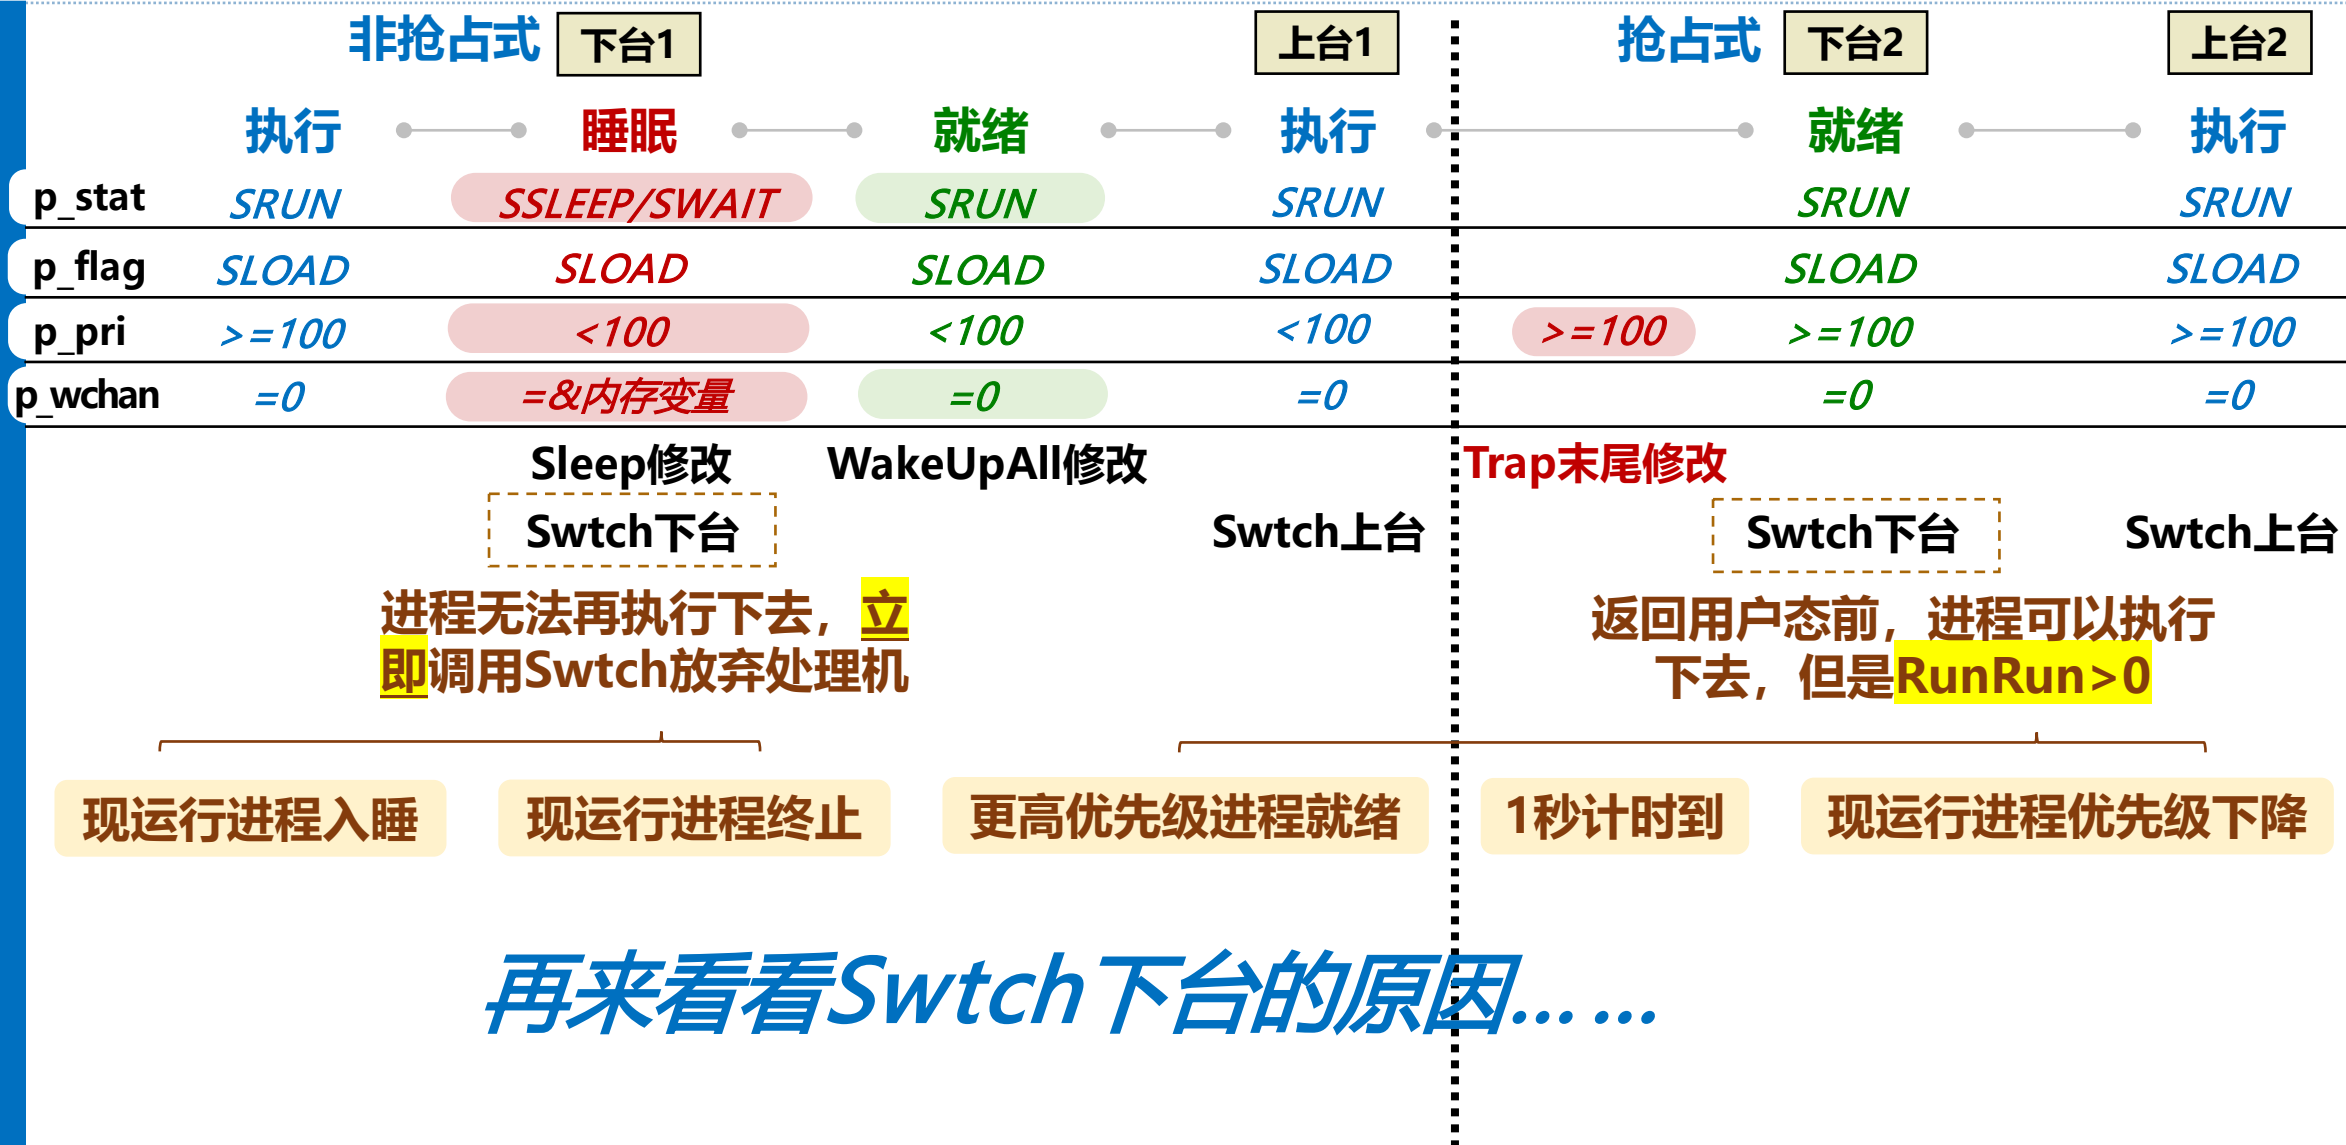 非抢占式 下台1 上台1 抢占式 下台2 上台2
执行 睡眠 就绪 执行 就绪 执行
p_stat SRUN SSLEEP/SWAIT SRUN SRUN SRUN SRUN
p_flag SLOAD SLOAD SLOAD SLOAD SLOAD SLOAD
p_pri >=100 <100 <100 <100 >=100 >=100 >=100
p_wchan =0 =&内存变量 =0 =0 =0 =0
Sleep修改 WakeUpAll修改 Trap末尾修改
Swtch下台 Swtch上台 Swtch下台 Swtch上台
进程无法再执行下去，立
即调用Swtch放弃处理机
返回用户态前，进程可以执行
下去，但是RunRun>0
现运行进程入睡 现运行进程终止 更高优先级进程就绪 1秒计时到 现运行进程优先级下降
再来看看Swtch下台的原因……